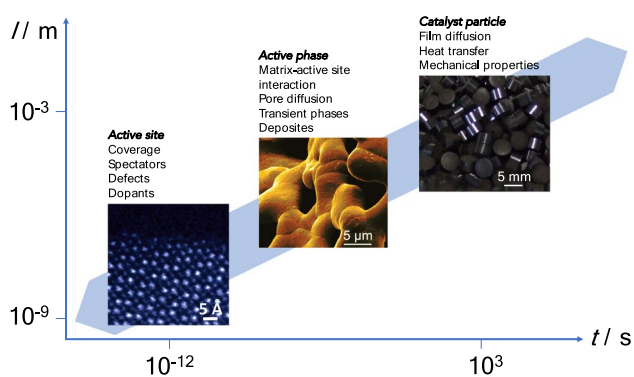 l / m
10-3
10-9
Active site
Coverage
Spectators
Defects
Dopants
5 Å
Active phase
Matrix-active site
interaction
Pore diffusion
Transient phases
Deposites
5 µm
Catalyst particle
Film diffusion
Heat transfer
Mechanical properties
5 mm
t / s
10-12
103